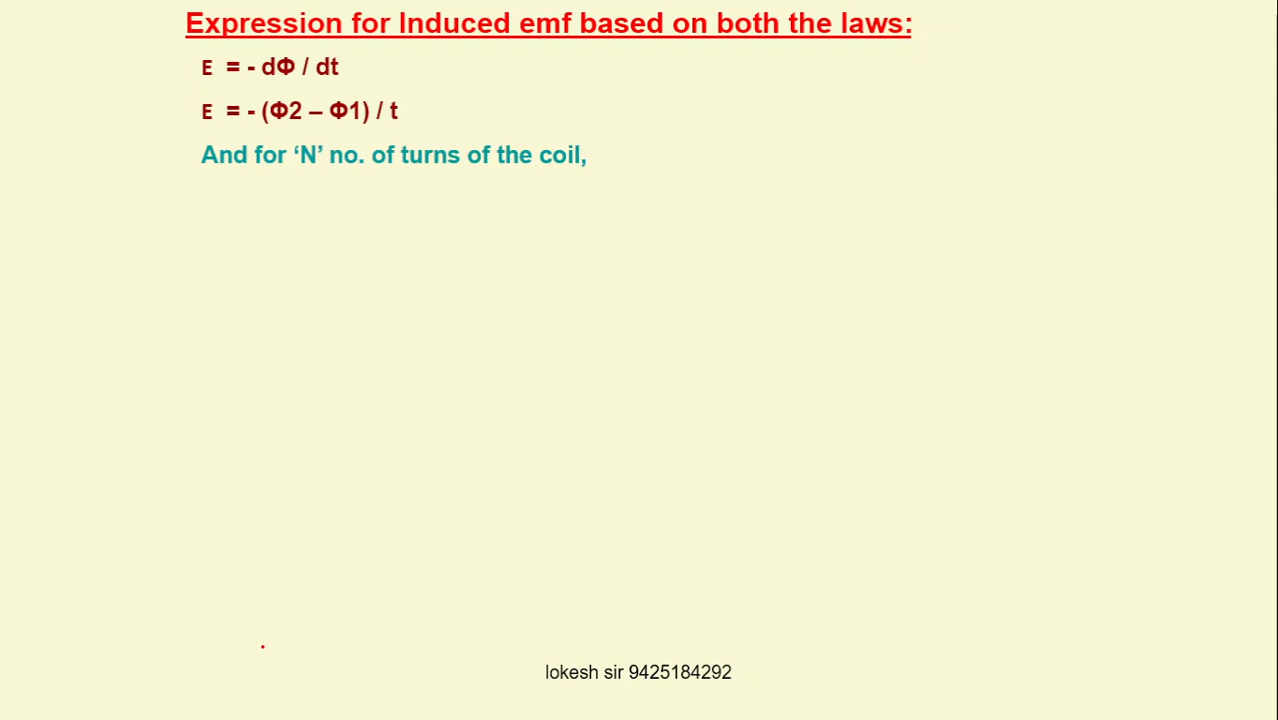 Expression for Induced emf based on both the laws:
E = - dΦ / dt
E = - (Φ2 – Φ1) / t
And for ‘N’ no. of turns of the coil,
lokesh sir 9425184292